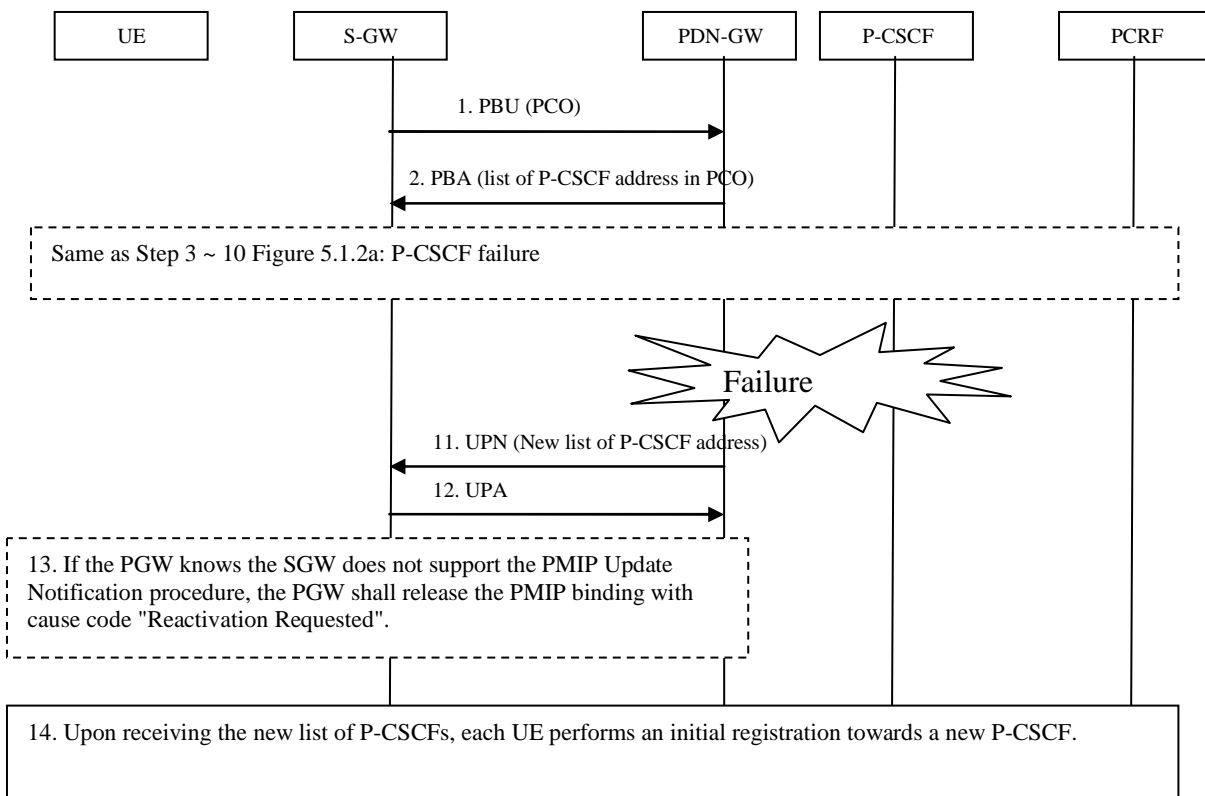 UE
S-GW
PDN-GW
P-CSCF
PCRF
1. PBU (PCO)
2. PBA (list of P-CSCF address in PCO)
Same as Step 3 ~ 10 Figure 5.1.2a: P-CSCF failure
Failure
11. UPN (New list of P-CSCF address)
12. UPA
13. If the PGW knows the SGW does not support the PMIP Update
Notification procedure, the PGW shall release the PMIP binding with
cause code "Reactivation Requested".
14. Upon receiving the new list of P-CSCFs, each UE performs an initial registration towards a new P-CSCF.